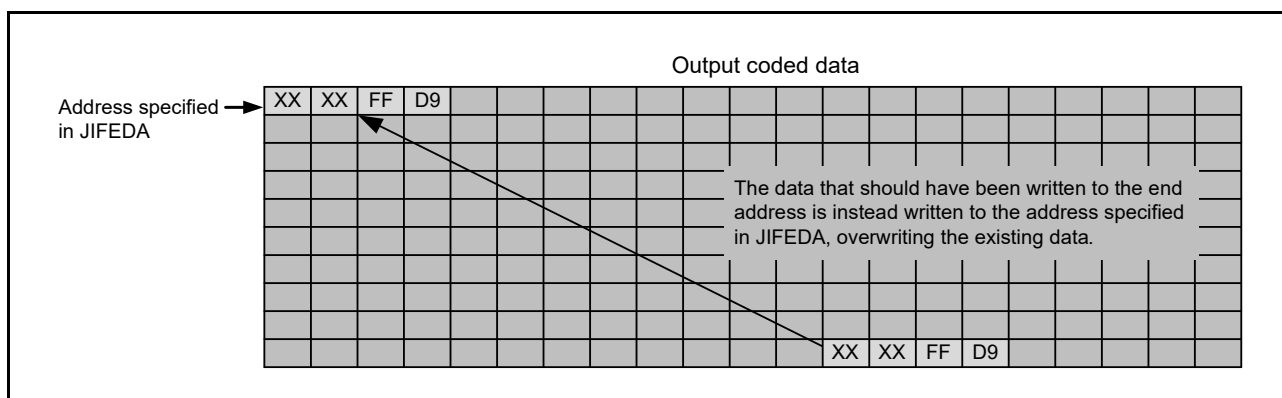 Output coded data
Address specified
in JIFEDA
XX XX FF D9
The data that should have been written to the end
address is instead written to the address specified
in JIFEDA, overwriting the existing data.
XX XX FF D9